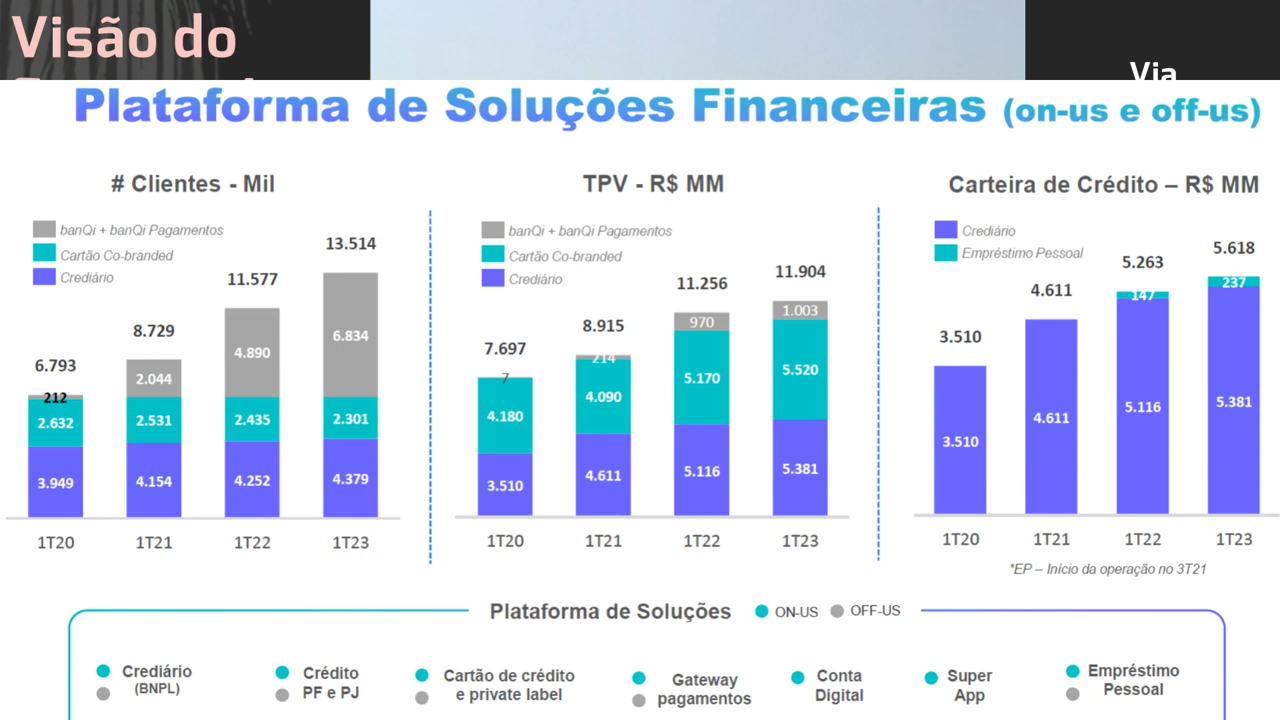 Visão do
Via
Plataforma de Soluções Financeiras (on-us e off-us)
# Clientes - Mil
banQi + banQi Pagamentos
Cartão Co-branded
Crediário
6.793
8.729
11.577
13.514
212
2.044
4.890
6.834
2.632
2.531
2.435
2.301
3.949
4.154
4.252
4.379
1T20 1T21 1T22 1T23
TPV - R$ MM
banQi + banQi Pagamentos
Cartão Co-branded
Crediário
7.697
8.915
11.256
11.904
7
214
970
1.003
4.180
4.090
5.170
5.520
3.510
4.611
5.116
5.381
1T20 1T21 1T22 1T23
Carteira de Crédito – R$ MM
Crediário
Empréstimo Pessoal
3.510
4.611
5.263
5.618
147
237
3.510
4.611
5.116
5.381
1T20 1T21 1T22 1T23
*EP – Início da operação no 3T21
Plataforma de Soluções ON-US OFF-US
Crediário
(BNPL)
Crédito
PF e PJ
Cartão de crédito
e private label
Gateway
pagamentos
Conta
Digital
Super
App
Empréstimo
Pessoal